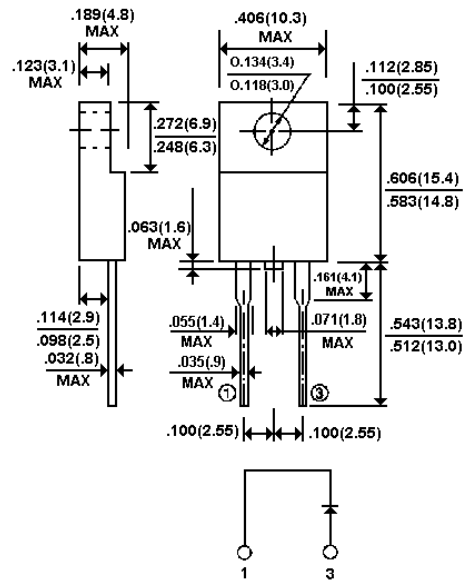 .189(4.8)
MAX
.406(10.3)
MAX
.123(3.1)
MAX
0.134(3.4)
0.118(3.0)
.112(2.85)
.100(2.55)
.272(6.9)
.248(6.3)
.606(15.4)
.583(14.8)
.063(1.6)
MAX
.161(4.1)
MAX
.114(2.9)
.098(2.5)
.055(1.4)
MAX
.071(1.8)
MAX
.543(13.8)
.512(13.0)
.032(.8)
MAX
.035(.9)
MAX
① ③
.100(2.55) .100(2.55)
1 3